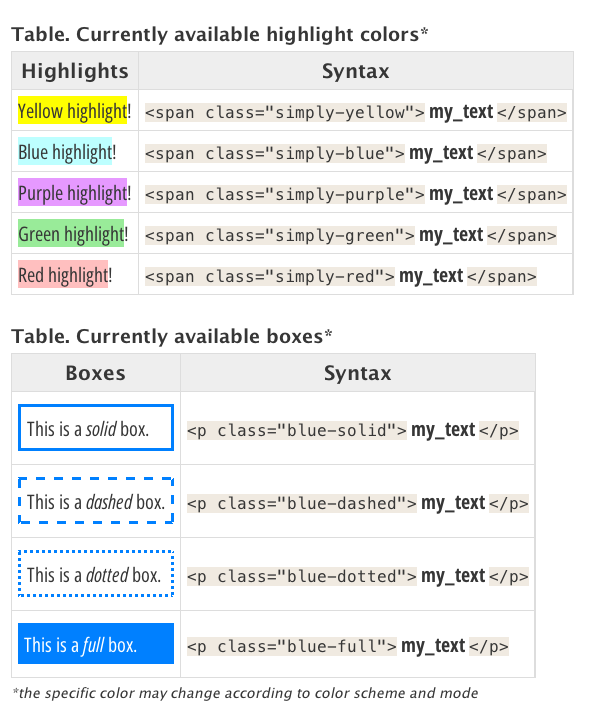 Table. Currently available highlight colors*
Highlights Syntax
Yellow highlight! <span class="simply-yellow"> my_text </span>
Blue highlight! <span class="simply-blue"> my_text </span>
Purple highlight! <span class="simply-purple"> my_text </span>
Green highlight! <span class="simply-green"> my_text </span>
Red highlight! <span class="simply-red"> my_text </span>
Table. Currently available boxes*
Boxes Syntax
This is a solid box. <p class="blue-solid"> my_text </p>
This is a dashed box. <p class="blue-dashed"> my_text </p>
This is a dotted box. <p class="blue-dotted"> my_text </p>
This is a full box. <p class="blue-full"> my_text </p>
*the specific color may change according to color scheme and mode